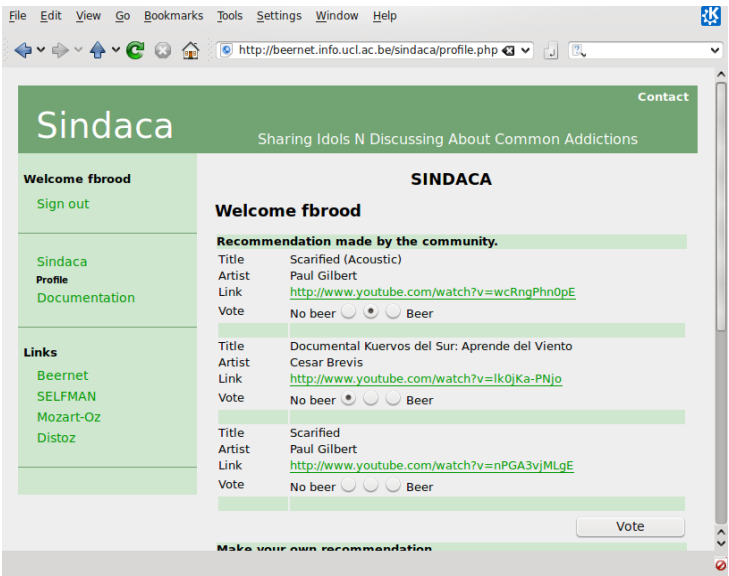 File Edit View Go Bookmarks Tools Settings Window Help
http://beernet.info.ucl.ac.be/sindaca/profile.php
Contact
Sindaca
Sharing Idols N Discussing About Common Addictions
Welcome fbrood
Sign out
Sindaca
Profile
Documentation
Links
Beernet
SELFMAN
Mozart-Oz
Distoz
SINDACA
Welcome fbrood
Recommendation made by the community.
Title Scarified (Acoustic)
Artist Paul Gilbert
Link http://www.youtube.com/watch?v=wcRngPhn0pE
Vote No beer Beer
Title Documental Kuervos del Sur: Aprende del Viento
Artist Cesar Brevis
Link http://www.youtube.com/watch?v=lk0jKa-PNjo
Vote No beer Beer
Title Scarified
Artist Paul Gilbert
Link http://www.youtube.com/watch?v=nPGA3vjMLgE
Vote No beer Beer
Vote
Make your own recommendation